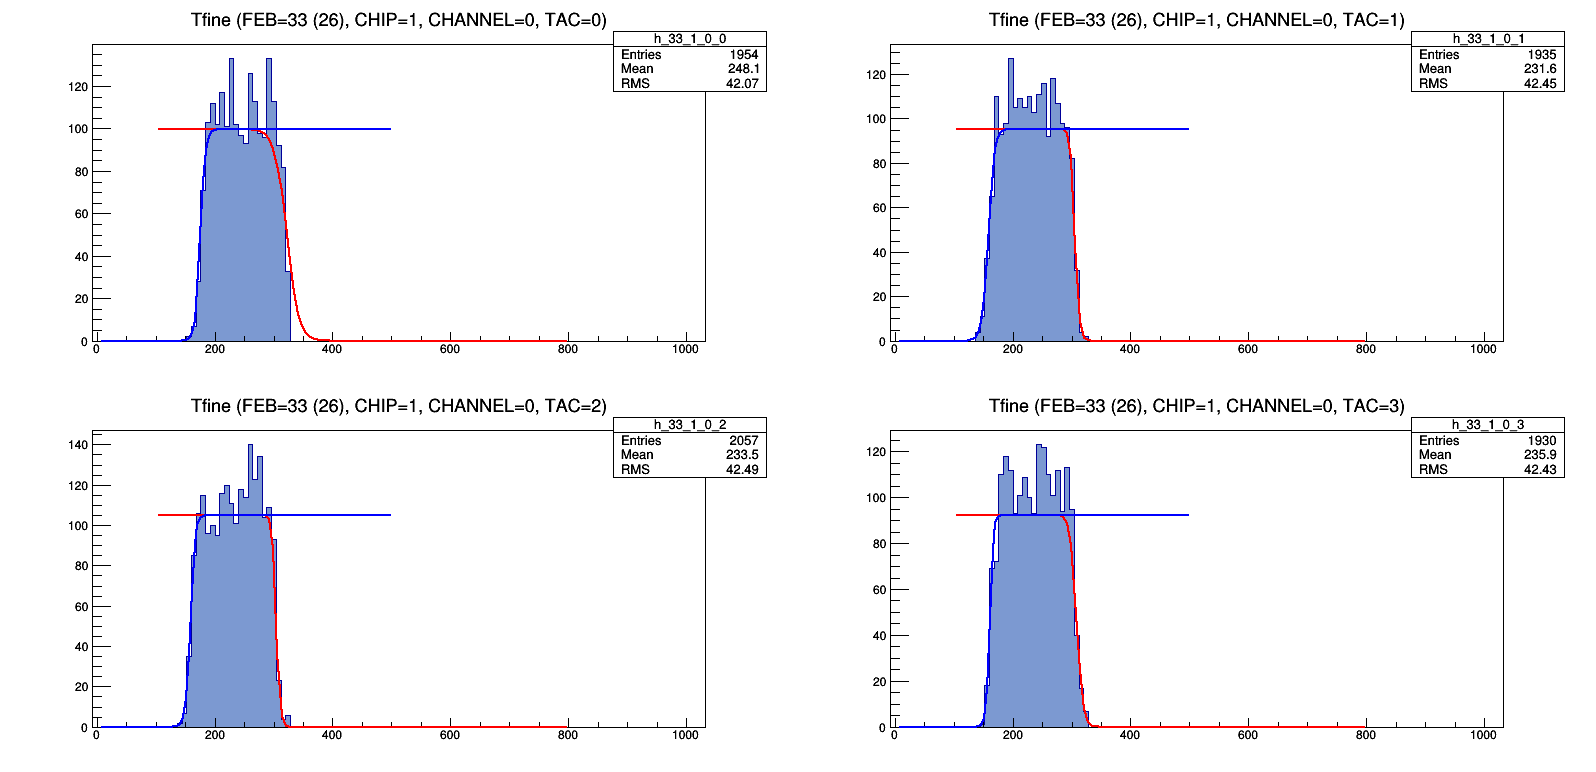 Tfine (FEB=33 (26), CHIP=1, CHANNEL=0, TAC=0)
h_33_1_0_0
Entries 1954
Mean 248.1
RMS 42.07
120
100
80
60
40
20
0
0 200 400 600 800 1000
Tfine (FEB=33 (26), CHIP=1, CHANNEL=0, TAC=1)
h_33_1_0_1
Entries 1935
Mean 231.6
RMS 42.45
120
100
80
60
40
20
0
0 200 400 600 800 1000
Tfine (FEB=33 (26), CHIP=1, CHANNEL=0, TAC=2)
h_33_1_0_2
Entries 2057
Mean 233.5
RMS 42.49
140
120
100
80
60
40
20
0
0 200 400 600 800 1000
Tfine (FEB=33 (26), CHIP=1, CHANNEL=0, TAC=3)
h_33_1_0_3
Entries 1930
Mean 235.9
RMS 42.43
120
100
80
60
40
20
0
0 200 400 600 800 1000